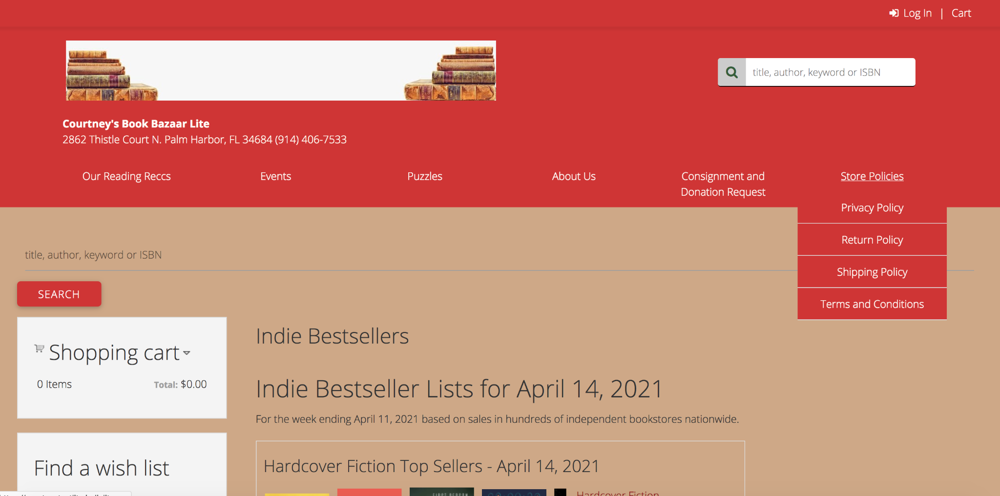 Log In | Cart
title, author, keyword or ISBN
Courtney's Book Bazaar Lite
2862 Thistle Court N. Palm Harbor, FL 34684 (914) 406-7533
Our Reading Reccs
Events
Puzzles
About Us
Consignment and
Donation Request
Store Policies
Privacy Policy
Return Policy
Shipping Policy
Terms and Conditions
title, author, keyword or ISBN
SEARCH
Shopping cart
0 Items
Total: $0.00
Find a wish list
Indie Bestsellers
Indie Bestseller Lists for April 14, 2021
For the week ending April 11, 2021 based on sales in hundreds of independent bookstores nationwide.
Hardcover Fiction Top Sellers - April 14, 2021
Hardcover Fiction